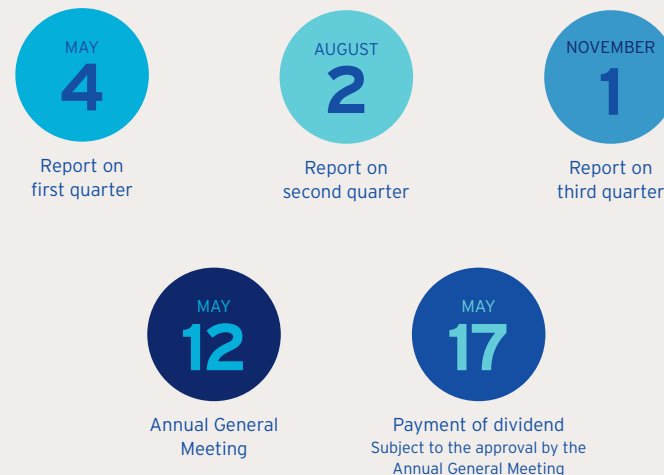 MAY
4
Report on
first quarter
AUGUST
2
Report on
second quarter
NOVEMBER
1
Report on
third quarter
MAY
12
Annual General
Meeting
MAY
17
Payment of dividend
Subject to the approval by the
Annual General Meeting